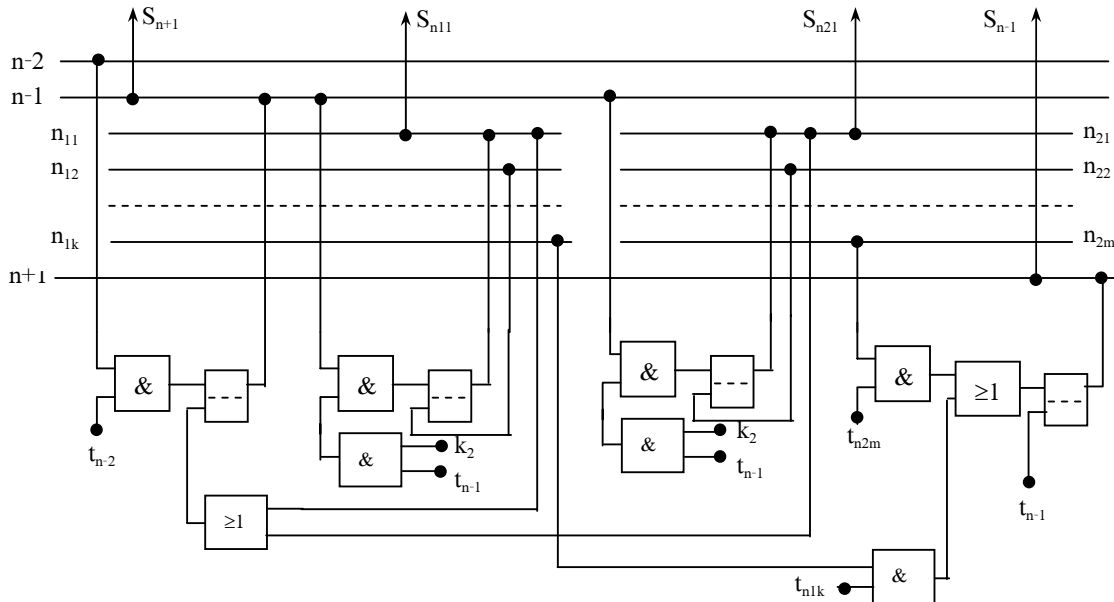 S_{n+1} S_{n11} S_{n21} S_{n-1}
n-2
n-1
n_{11} n_{21}
n_{12} n_{22}
n_{1k} n_{2m}
n+1
& & & & ≥1
t_{n-2} & k_2 t_{n-1} & k_2 t_{n-1} t_{n2m} t_{n-1}
≥1
t_{n1k} &